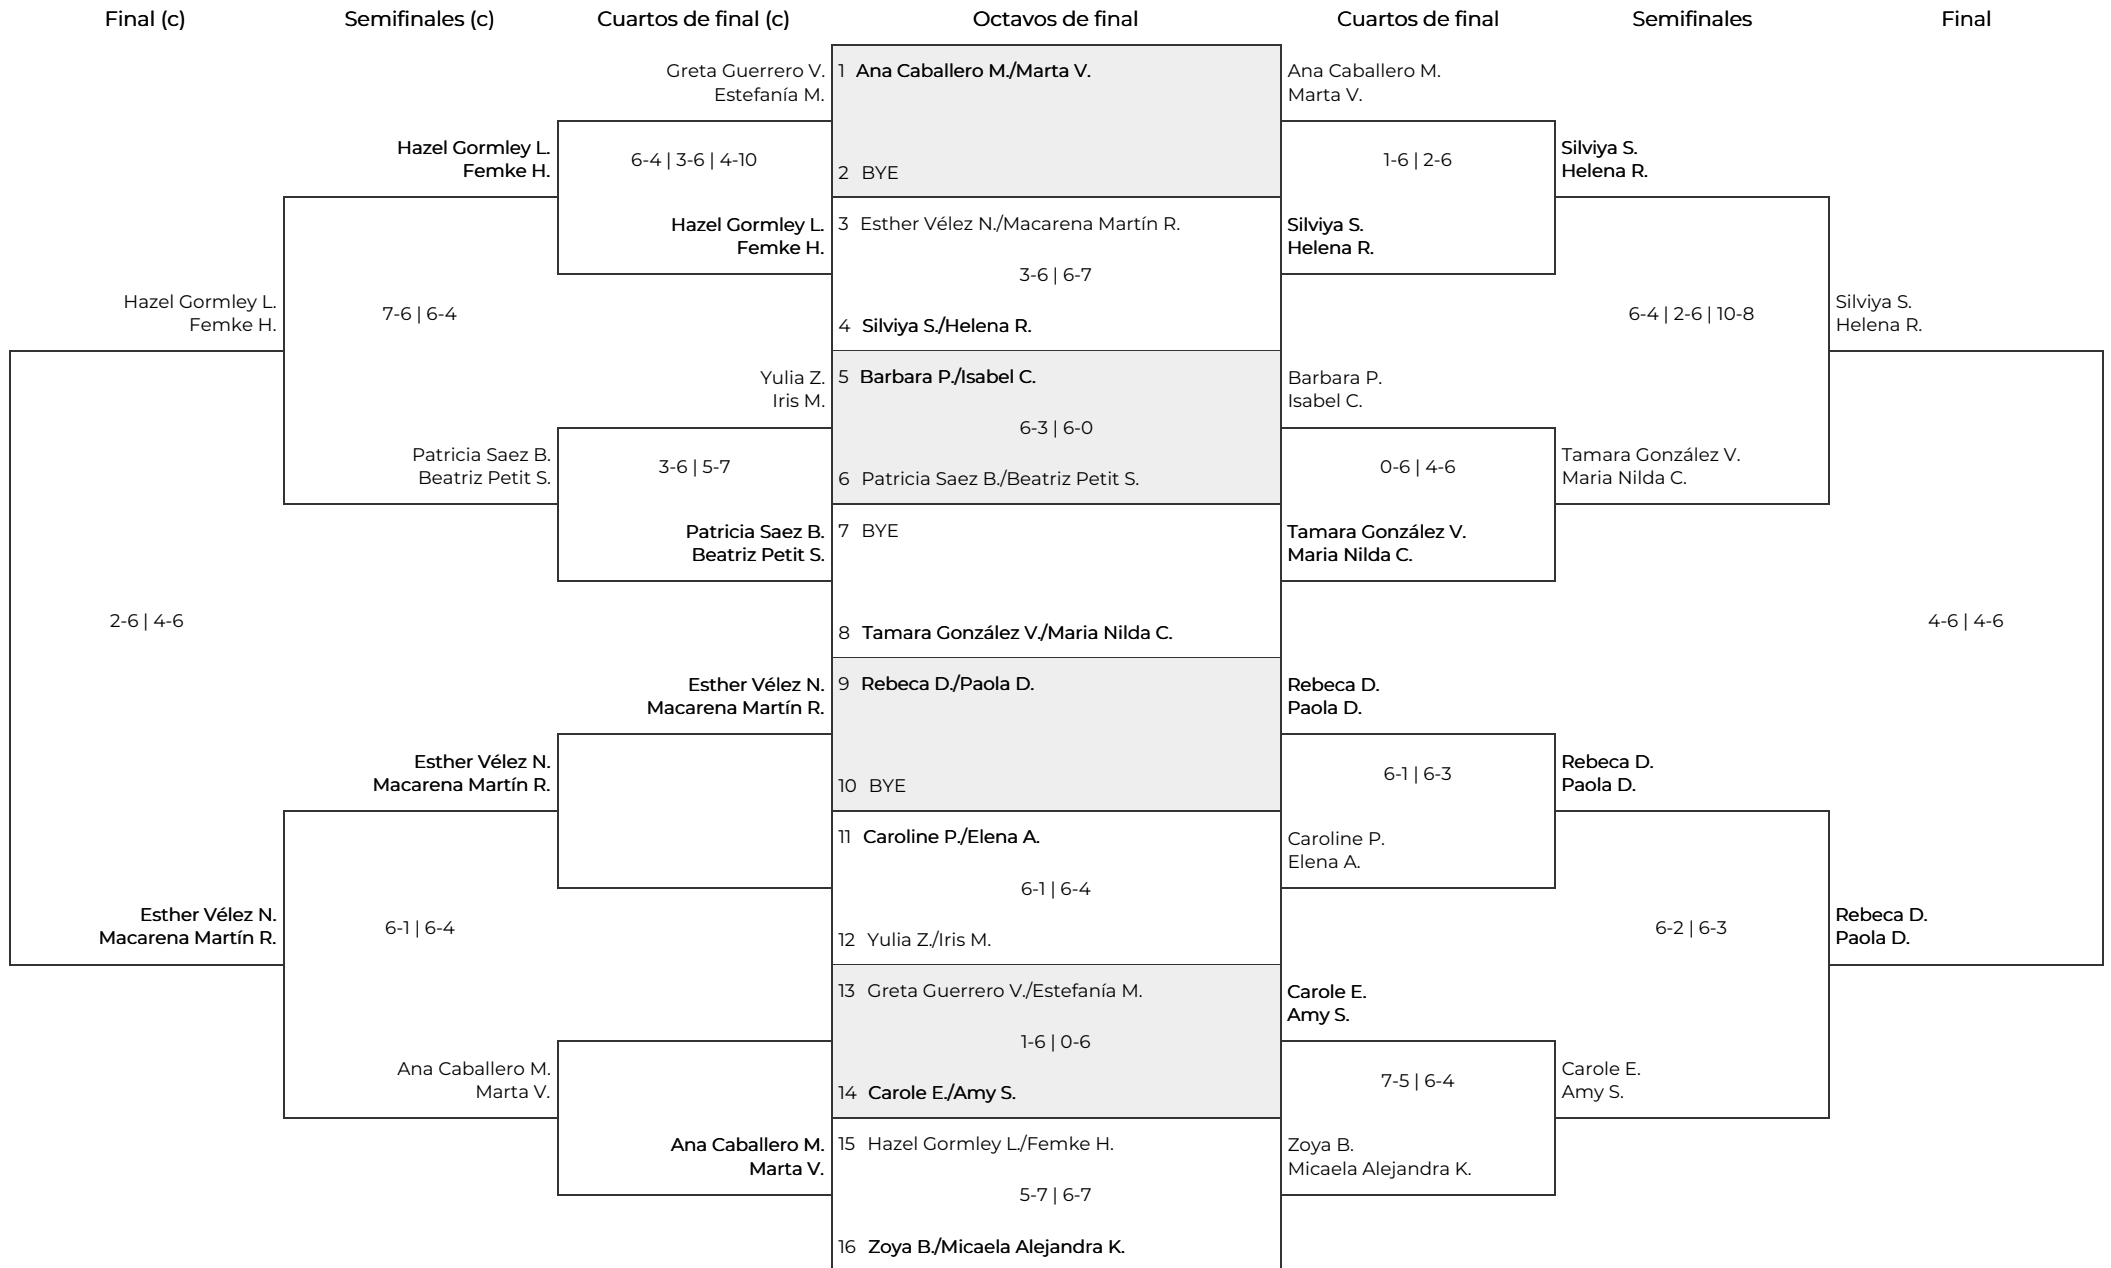 Final (c)
Semifinales (c)
Cuartos de final (c)
Octavos de final
Cuartos de final
Semifinales
Final
Hazel Gormley L.
Femke H.
2-6 | 4-6
Esther Vélez N.
Macarena Martín R.
Hazel Gormley L.
Femke H.
7-6 | 6-4
Patricia Saez B.
Beatriz Petit S.
Esther Vélez N.
Macarena Martín R.
6-1 | 6-4
Ana Caballero M.
Marta V.
Greta Guerrero V.
Estefanía M.
6-4 | 3-6 | 4-10
Hazel Gormley L.
Femke H.
Yulia Z.
Iris M.
3-6 | 5-7
Patricia Saez B.
Beatriz Petit S.
Esther Vélez N.
Macarena Martín R.
Ana Caballero M.
Marta V.
1 Ana Caballero M./Marta V.
2 BYE
3 Esther Vélez N./Macarena Martín R.
3-6 | 6-7
4 Silviya S./Helena R.
5 Barbara P./Isabel C.
6-3 | 6-0
6 Patricia Saez B./Beatriz Petit S.
7 BYE
8 Tamara González V./Maria Nilda C.
9 Rebeca D./Paola D.
10 BYE
11 Caroline P./Elena A.
6-1 | 6-4
12 Yulia Z./Iris M.
13 Greta Guerrero V./Estefanía M.
1-6 | 0-6
14 Carole E./Amy S.
15 Hazel Gormley L./Femke H.
5-7 | 6-7
16 Zoya B./Micaela Alejandra K.
Ana Caballero M.
Marta V.
1-6 | 2-6
Silviya S.
Helena R.
Barbara P.
Isabel C.
0-6 | 4-6
Tamara González V.
Maria Nilda C.
Rebeca D.
Paola D.
6-1 | 6-3
Caroline P.
Elena A.
Carole E.
Amy S.
7-5 | 6-4
Zoya B.
Micaela Alejandra K.
Silviya S.
Helena R.
6-4 | 2-6 | 10-8
Tamara González V.
Maria Nilda C.
Rebeca D.
Paola D.
6-2 | 6-3
Carole E.
Amy S.
Silviya S.
Helena R.
4-6 | 4-6
Rebeca D.
Paola D.